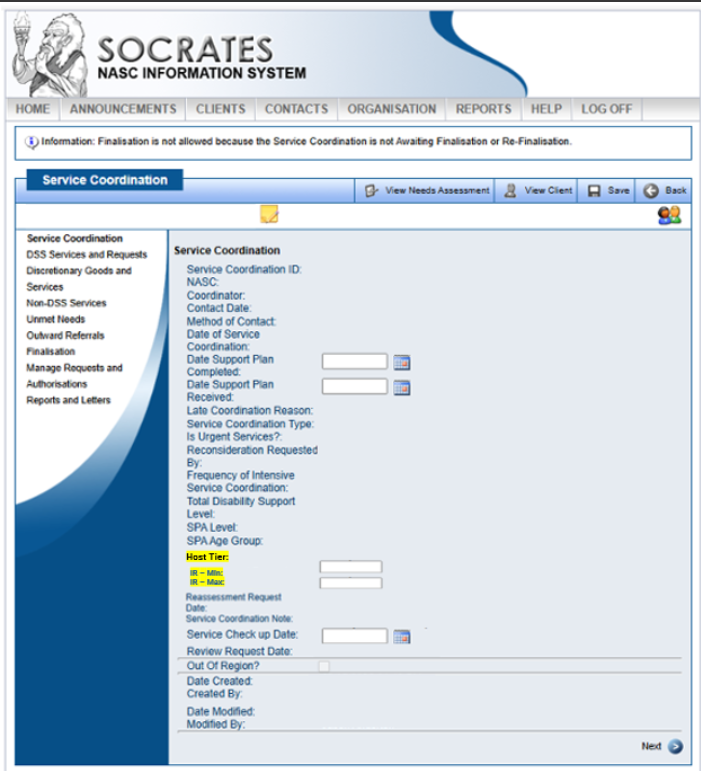 SOCRATES
NASC INFORMATION SYSTEM
HOME ANNOUNCEMENTS CLIENTS CONTACTS ORGANISATION REPORTS HELP LOG OFF
Information: Finalisation is not allowed because the Service Coordination is not Awaiting Finalisation or Re-Finalisation.
Service Coordination
View Needs Assessment View Client Save Back
Service Coordination
DSS Services and Requests
Discretionary Goods and
Services
Non-DSS Services
Unmet Needs
Outward Referrals
Finalisation
Manage Requests and
Authorisations
Reports and Letters
Service Coordination
Service Coordination ID:
NASC:
Coordinator:
Contact Date:
Method of Contact:
Date of Service
Coordination:
Date Support Plan
Completed:
Date Support Plan
Received:
Late Coordination Reason:
Service Coordination Type:
Is Urgent Services?:
Reconsideration Requested
By:
Frequency of Intensive
Service Coordination:
Total Disability Support
Level:
SPA Level:
SPA Age Group:
Host Tier:
IR – Min:
IR – Max:
Reassessment Request
Date:
Service Coordination Note:
Service Check up Date:
Review Request Date:
Out Of Region?
Date Created:
Created By:
Date Modified:
Modified By:
Next